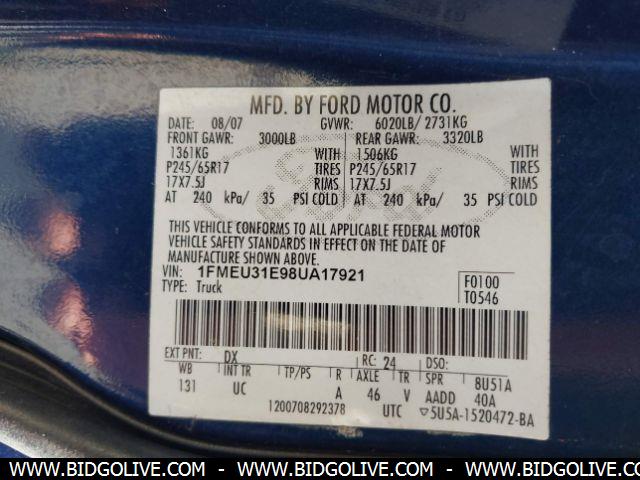 MFD. BY FORD MOTOR CO.
DATE: 08/07 GVWR: 6020LB/ 2731KG
FRONT GAWR: 3000LB REAR GAWR: 3320LB
1361KG WITH 1506KG WITH
P245/65R17 TIRES P245/65R17 TIRES
17X7.5J RIMS 17X7.5J RIMS
AT 240 kPa/ 35 PSI COLD AT 240 kPa/ 35 PSI COLD
THIS VEHICLE CONFORMS TO ALL APPLICABLE FEDERAL MOTOR
VEHICLE SAFETY STANDARDS IN EFFECT ON THE DATE OF
MANUFACTURE SHOWN ABOVE.
VIN: 1FMEU31E98UA17921 F0100
TYPE: Truck T0546
EXT PNT: DX RC: 24 DSO:
WB INT TR TP/PS R AXLE TR SPR 8U51A
131 UC A 46 V AADD 40A
1200708292378 UTC ▽5U5A-1520472-BA
WWW.BIDGOLIVE.COM - WWW.BIDGOLIVE.COM - WWW.BIDGOLIVE.COM